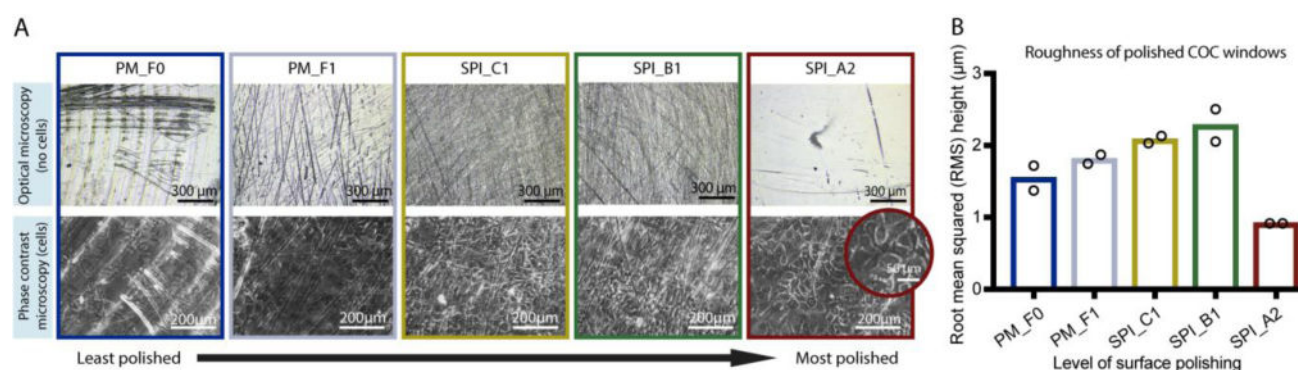 A
PM_F0
PM_F1
SPI_C1
SPI_B1
SPI_A2
Optical microscopy
(no cells)
300 µm
300 µm
300 µm
300 µm
300 µm
Phase contrast
microscopy (cells)
200µm
200µm
200µm
200µm
200µm
50 µm
Least polished
Most polished
B
Roughness of polished COC windows
Root mean squared (RMS) height (µm)
3
2
1
0
PM_F0
PM_F1
SPI_C1
SPI_B1
SPI_A2
Level of surface polishing